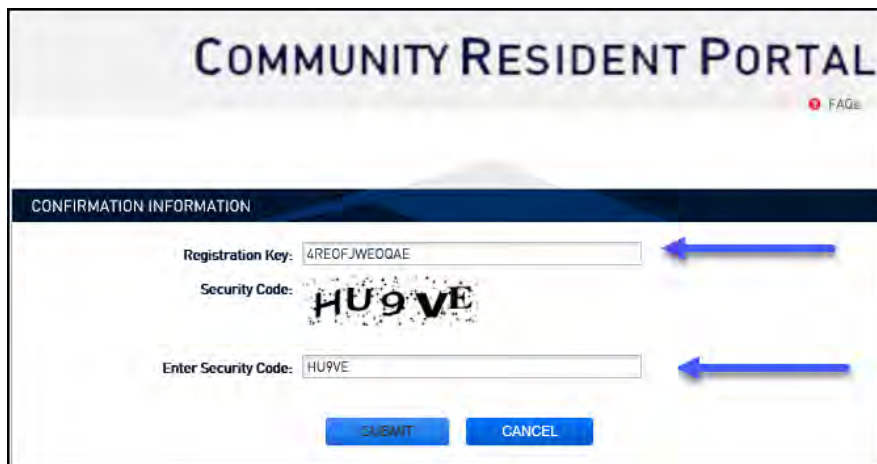 COMMUNITY RESIDENT PORTAL
FAQs
CONFIRMATION INFORMATION
Registration Key: 4REOFJWEOQAE
Security Code: HU9VE
Enter Security Code: HU9VE
SUBMIT CANCEL